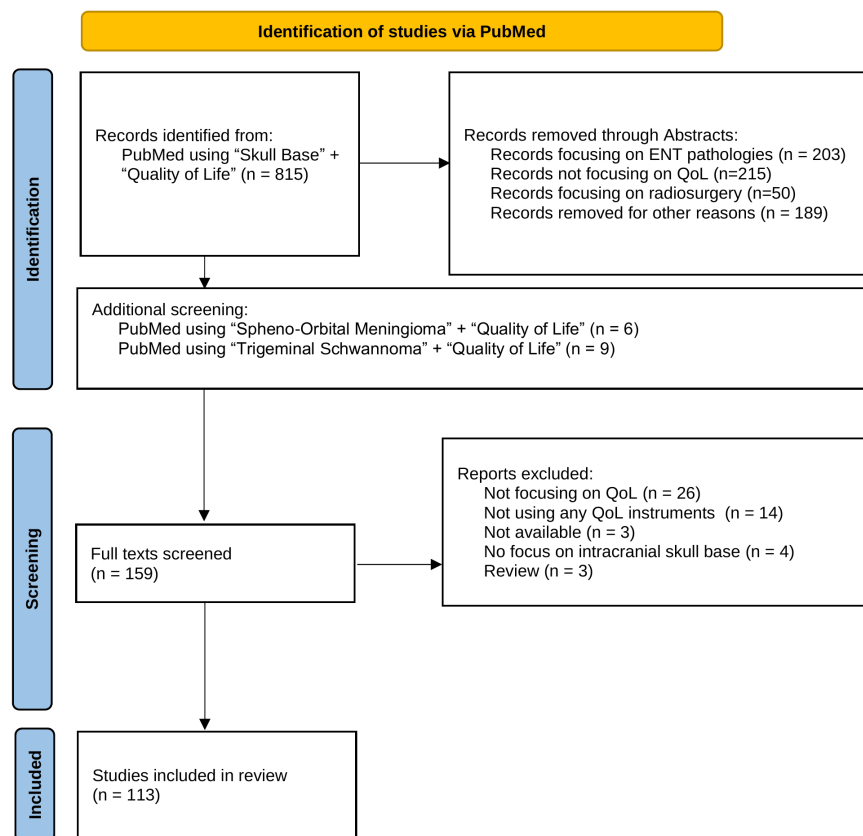 Identification of studies via PubMed
Identification
Records identified from:
PubMed using “Skull Base” +
“Quality of Life” (n = 815)
Records removed through Abstracts:
Records focusing on ENT pathologies (n = 203)
Records not focusing on QoL (n=215)
Records focusing on radiosurgery (n=50)
Records removed for other reasons (n = 189)
Additional screening:
PubMed using “Spheno-Orbital Meningioma” + “Quality of Life” (n = 6)
PubMed using “Trigeminal Schwannoma” + “Quality of Life” (n = 9)
Screening
Full texts screened
(n = 159)
Reports excluded:
Not focusing on QoL (n = 26)
Not using any QoL instruments  (n = 14)
Not available (n = 3)
No focus on intracranial skull base (n = 4)
Review (n = 3)
Included
Studies included in review
(n = 113)